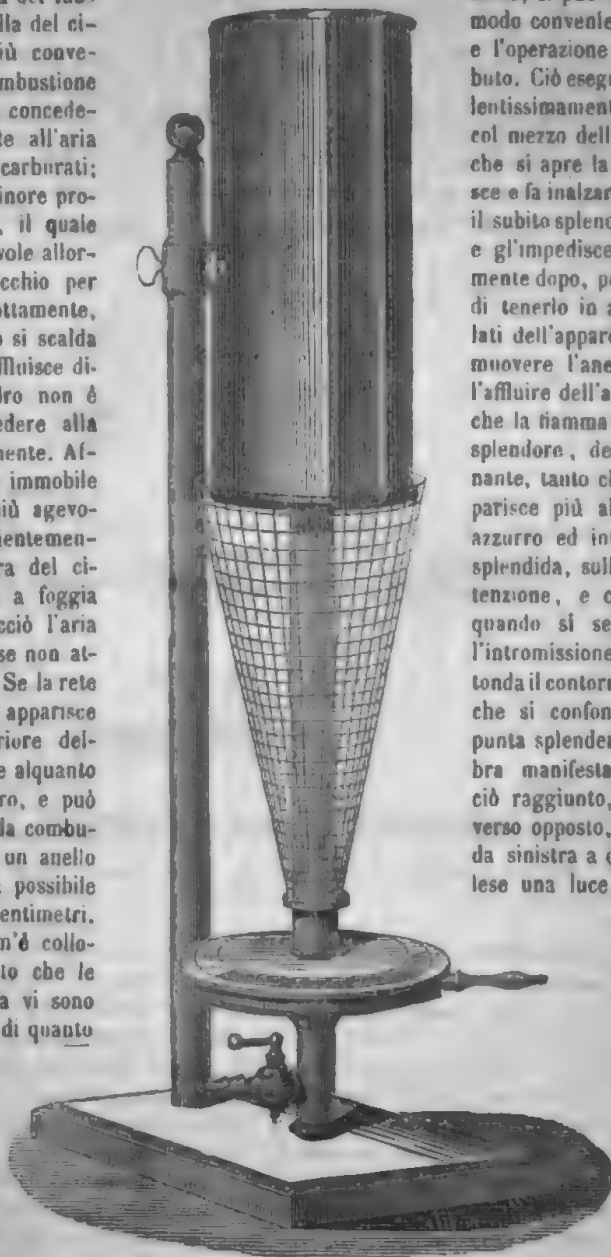 lla del ci-
iù conve-
mbustione
concede-
te all'aria
carburati;
inore pro-
, il quale
vole allor-
cchio per
ottamente,
o si scalda
ffluisce di-
dro non è
edere alla
nente. Af-
immobile
iù agevo-
ientemen-
ra del ci-
a foggia
cciò l'aria
se non at-
Se la rete
apparisce
riore del-
e alquanto
ro, e può
da combu-
un anello
possibile
entimetri.
m'è collo-
to che le
a vi sono
di quanto
modo convenie
e l'operazione
buto. Ciò esegu
lentissimamente
col mezzo dell
che si apre la
sce e fa inalzar
il subito splend
e gl'impedisce
mente dopo, p
di tenerlo in a
lati dell'appare
muovere l'ane
l'affluire dell'a
che la fiamma
splendore, de
nante, tanto c
parisce più al
azzurro ed int
splendida, sull
tenzione, e c
quando si se
l'intromissione
tonda il contorn
che si confon
punta splender
bra manifesta
ciò raggiunto,
verso opposto,
da sinistra a d
lese una luce